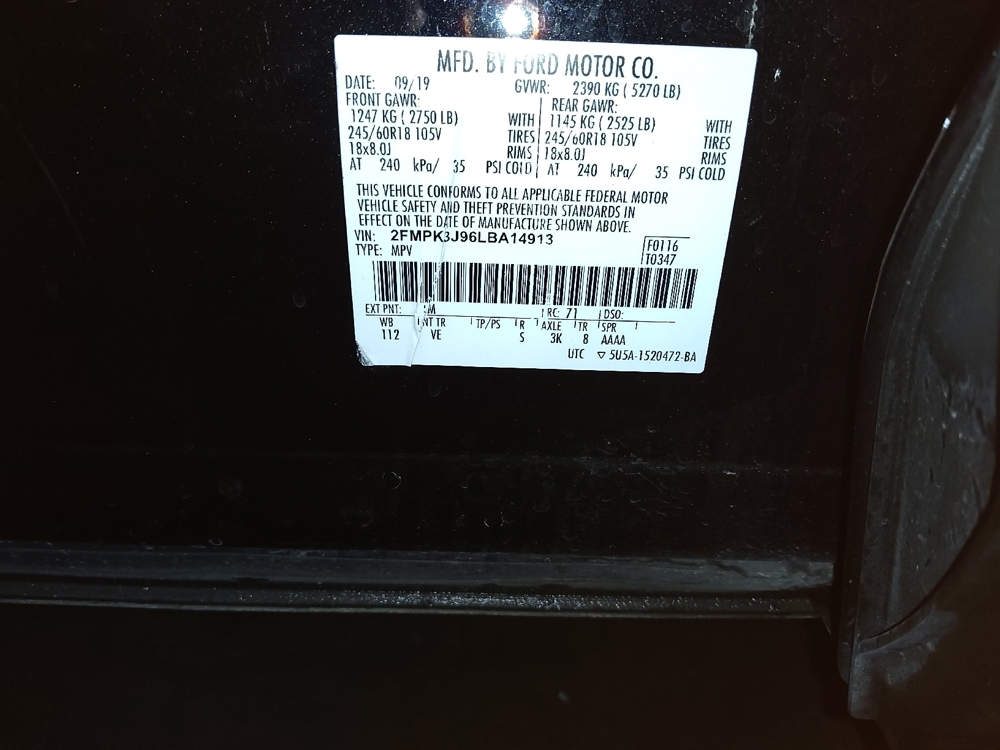 MFD. BY FORD MOTOR CO.
DATE: 09/19 GVWR: 2390 KG ( 5270 LB)
FRONT GAWR: REAR GAWR:
1247 KG ( 2750 LB) WITH 1145 KG ( 2525 LB) WITH
245/60R18 105V TIRES 245/60R18 105V TIRES
18x8.0J RIMS 18x8.0J RIMS
AT 240 kPa/ 35 PSI COLD AT 240 kPa/ 35 PSI COLD
THIS VEHICLE CONFORMS TO ALL APPLICABLE FEDERAL MOTOR
VEHICLE SAFETY AND THEFT PREVENTION STANDARDS IN
EFFECT ON THE DATE OF MANUFACTURE SHOWN ABOVE.
VIN: 2FMPK3J96LBA14913 F0116
TYPE: MPV T0347
EXT PNT: RC: 71 DSO:
WB INT TR TP/PS R AXLE TR SPR
112 VE S 3K 8 AAAA
UTC ▽ 5U5A-1520472-BA